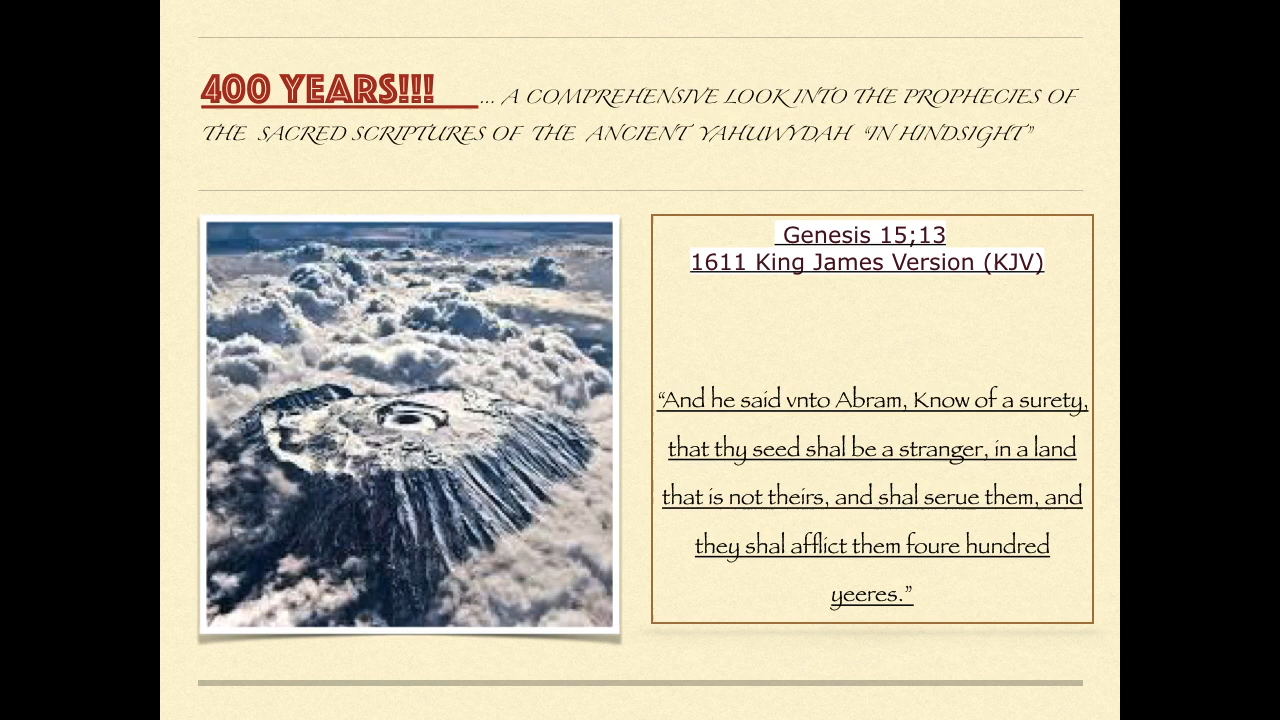 400 YEARS!!! ... A COMPREHENSIVE LOOK INTO THE PROPHECIES OF
THE SACRED SCRIPTURES OF THE ANCIENT YAHUWYDAH “IN HINDSIGHT”
Genesis 15;13
1611 King James Version (KJV)
“And he said vnto Abram, Know of a surety,
that thy seed shal be a stranger, in a land
that is not theirs, and shal serue them, and
they shal afflict them foure hundred
yeeres.”